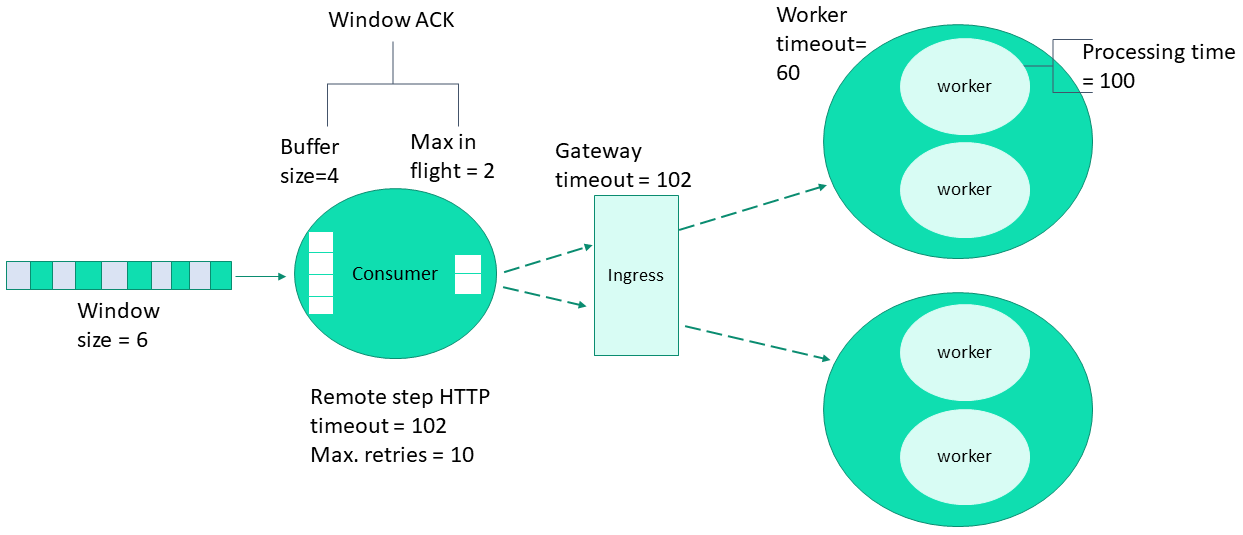 Window ACK
Buffer
size=4
Max in
flight = 2
Gateway
timeout = 102
Worker
timeout=
60
Processing time
= 100
worker
worker
Consumer
Ingress
Window
size = 6
Remote step HTTP
timeout = 102
Max. retries = 10
worker
worker